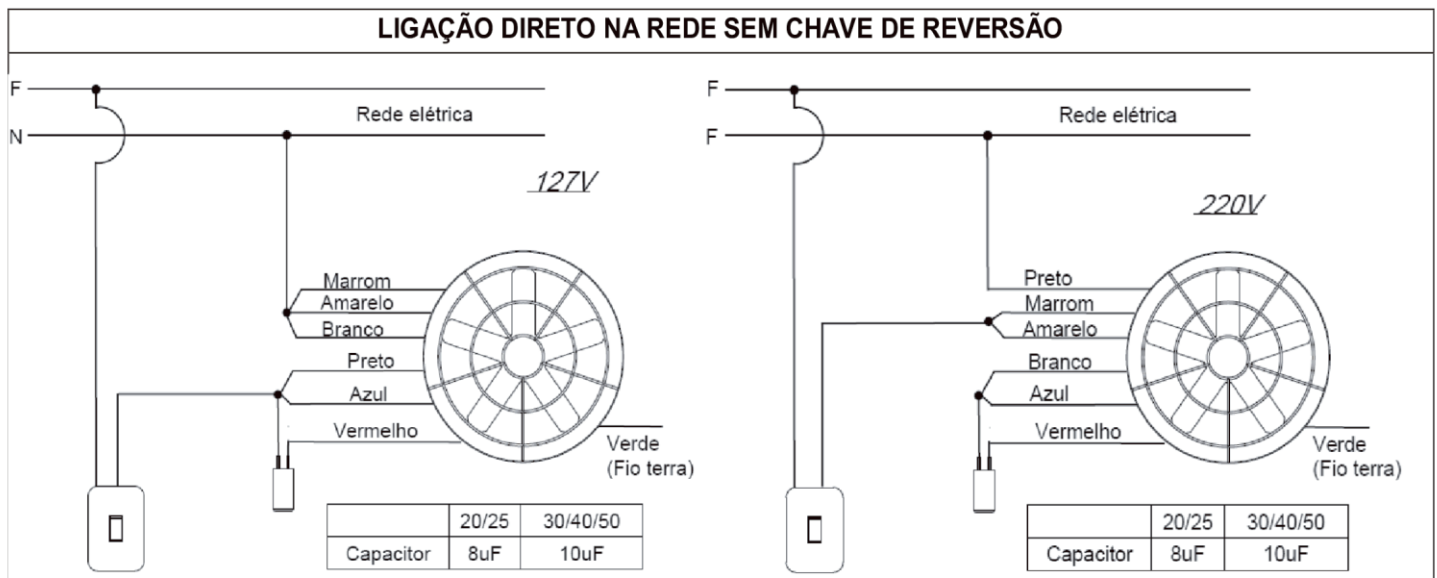 LIGAÇÃO DIRETO NA REDE SEM CHAVE DE REVERSÃO
F
Rede elétrica
N
127V
Marrom
Amarelo
Branco
Preto
Azul
Vermelho
Verde
(Fio terra)
20/25 30/40/50
Capacitor 8uF 10uF
F
Rede elétrica
F
220V
Preto
Marrom
Amarelo
Branco
Azul
Vermelho
Verde
(Fio terra)
20/25 30/40/50
Capacitor 8uF 10uF